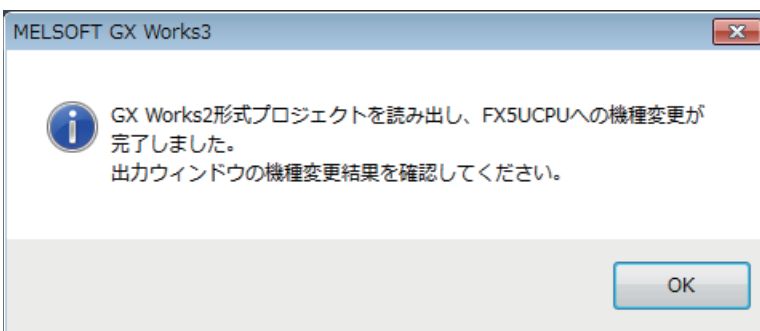 MELSOFT GX Works3
GX Works2形式プロジェクトを読み出し、FX5UCPUへの機種変更が
完了しました。
出力ウィンドウの機種変更結果を確認してください。
OK